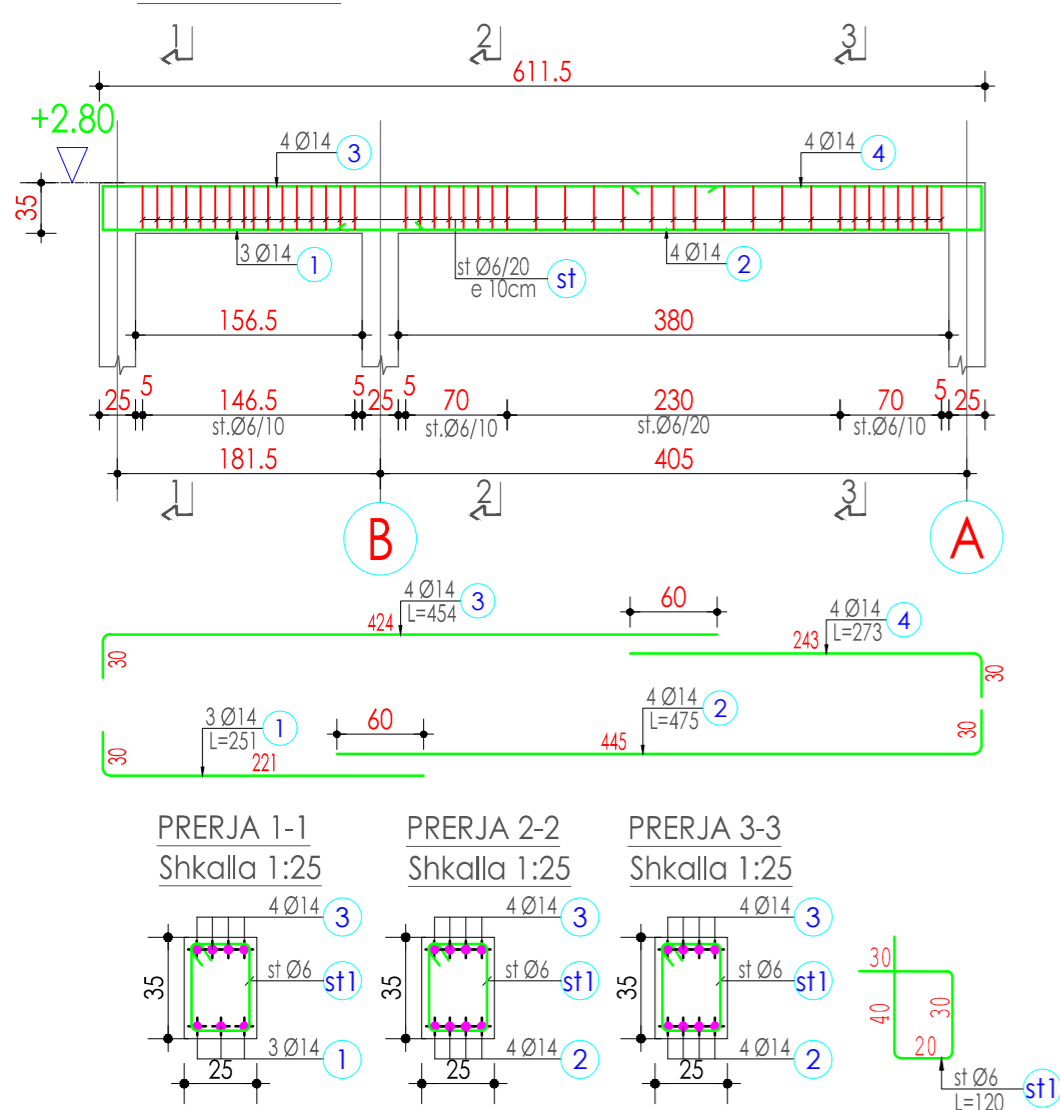 1
2
3
611.5
+2.80
4 Ø14 3
4 Ø14 4
35
3 Ø14 1
st Ø6/20 st
e 10cm
4 Ø14 2
156.5
380
25 5 146.5 5 25 5 70 230 70 5 25
st.Ø6/10
st.Ø6/10
st.Ø6/20
st.Ø6/10
181.5
405
1
2
3
B
A
4 Ø14 3
L=454
424
60
4 Ø14 4
L=273
243
30
30
3 Ø14 1
L=251
221
30
60
4 Ø14 2
L=475
445
30
PRERJA 1-1
Shkalla 1:25
4 Ø14 3
35
st Ø6 st1
3 Ø14 1
25
PRERJA 2-2
Shkalla 1:25
4 Ø14 3
35
st Ø6 st1
4 Ø14 2
25
PRERJA 3-3
Shkalla 1:25
4 Ø14 3
35
st Ø6 st1
4 Ø14 2
25
30
40
30
20
st Ø6 st1
L=120